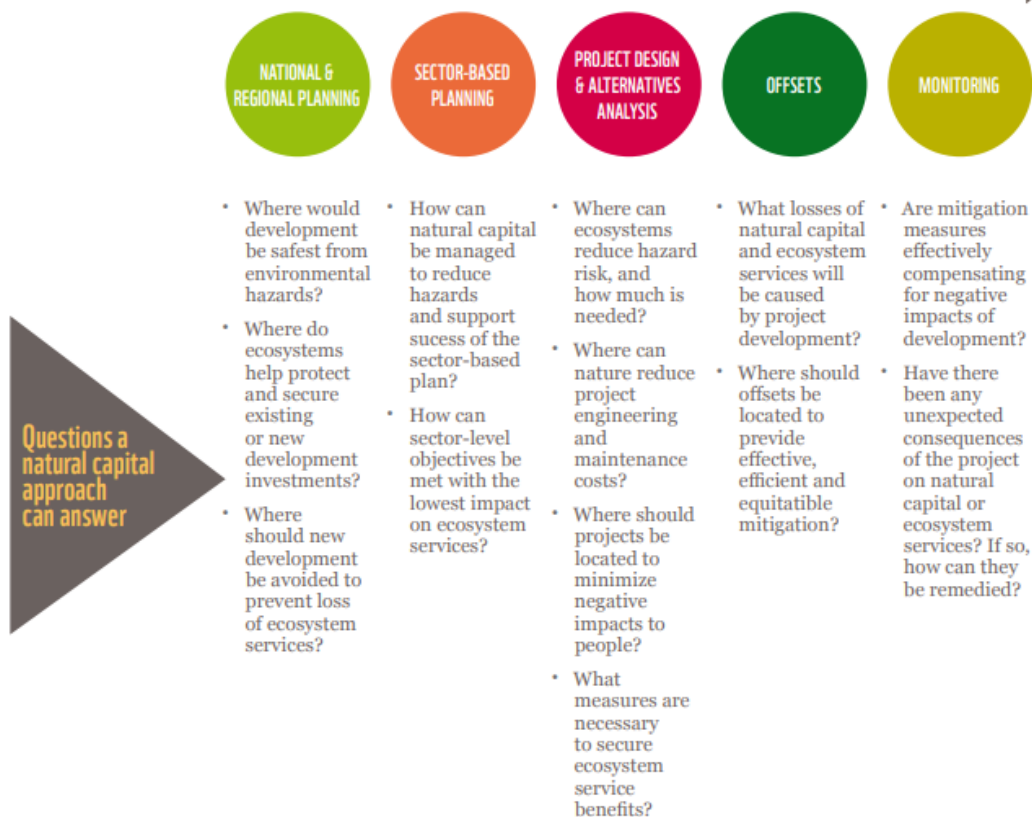 NATIONAL &
REGIONAL PLANNING
SECTOR-BASED
PLANNING
PROJECT DESIGN
& ALTERNATIVES
ANALYSIS
OFFSETS
MONITORING
Questions a
natural capital
approach
can answer
• Where would
development
be safest from
environmental
hazards?
• Where do
ecosystems
help protect
and secure
existing
or new
development
investments?
• Where
should new
development
be avoided to
prevent loss
of ecosystem
services?
• How can
natural capital
be managed
to reduce
hazards
and support
sucess of the
sector-based
plan?
• How can
sector-level
objectives be
met with the
lowest impact
on ecosystem
services?
• Where can
ecosystems
reduce hazard
risk, and
how much is
needed?
• Where can
nature reduce
project
engineering
and
maintenance
costs?
• Where should
projects be
located to
minimize
negative
impacts to
people?
• What
measures are
necessary
to secure
ecosystem
service
benefits?
• What losses of
natural capital
and ecosystem
services will
be caused
by project
development?
• Where should
offsets be
located to
previde
effective,
efficient and
equitatible
mitigation?
• Are mitigation
measures
effectively
compensating
for negative
impacts of
development?
• Have there
been any
unexpected
consequences
of the project
on natural
capital or
ecosystem
services? If so,
how can they
be remedied?